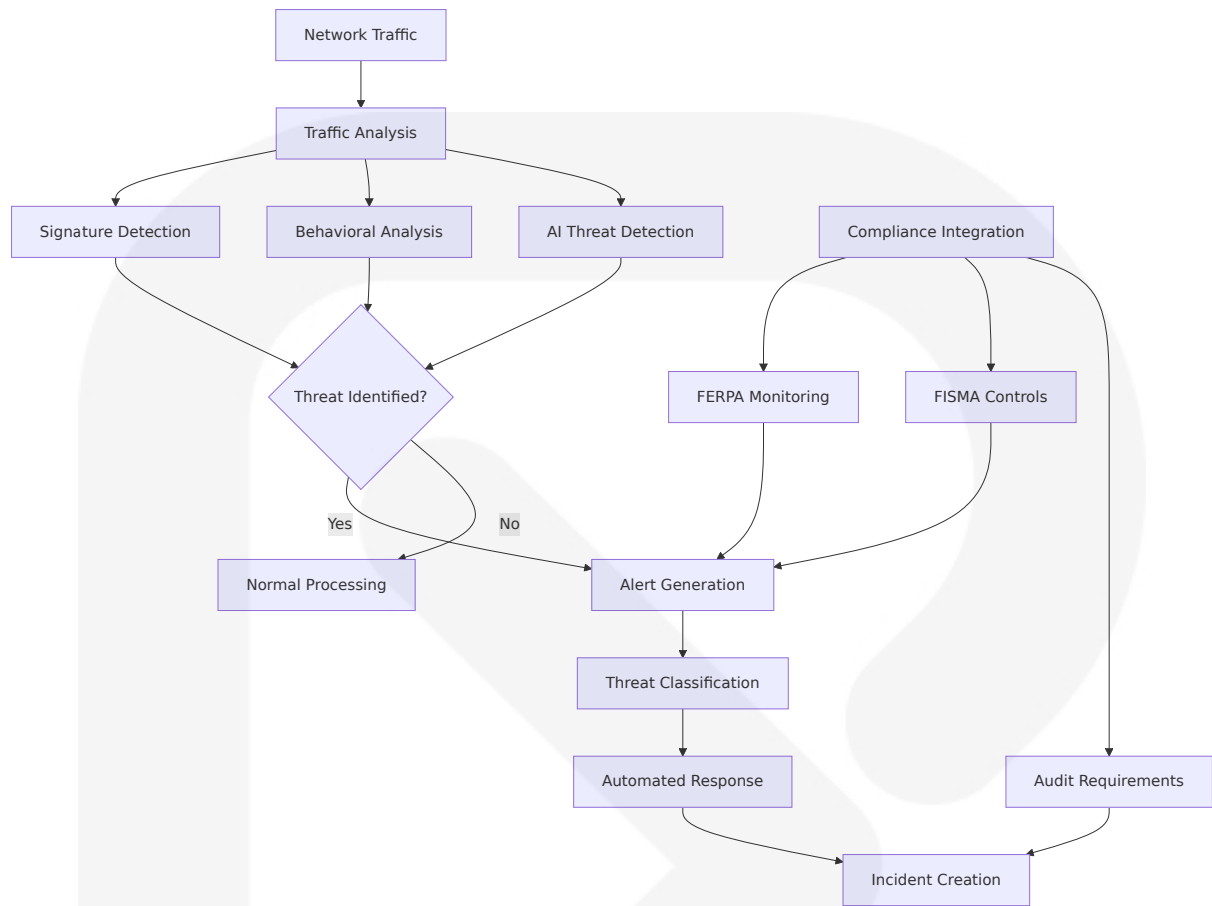 Network Traffic
Traffic Analysis
Signature Detection
Behavioral Analysis
AI Threat Detection
Compliance Integration
Threat Identified?
FERPA Monitoring
FISMA Controls
Yes
No
Normal Processing
Alert Generation
Threat Classification
Automated Response
Audit Requirements
Incident Creation